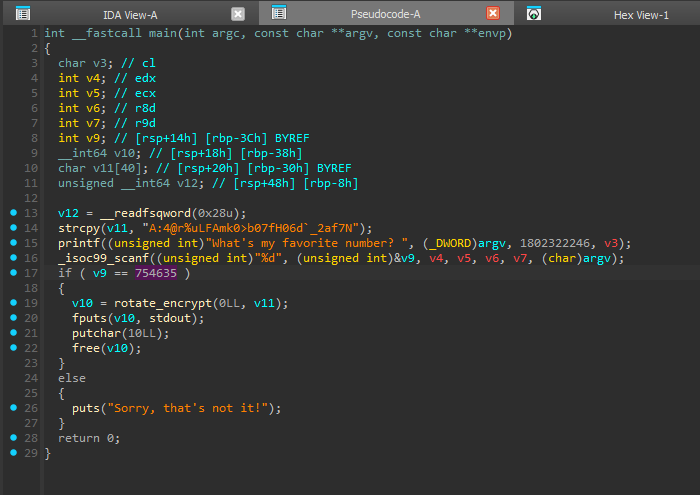 IDA View-A Pseudocode-A Hex View-1
1 int __fastcall main(int argc, const char **argv, const char **envp)
2 {
3 char v3; // cl
4 int v4; // edx
5 int v5; // ecx
6 int v6; // r8d
7 int v7; // r9d
8 int v9; // [rsp+14h] [rbp-3Ch] BYREF
9 __int64 v10; // [rsp+18h] [rbp-38h]
10 char v11[40]; // [rsp+20h] [rbp-30h] BYREF
11 unsigned __int64 v12; // [rsp+48h] [rbp-8h]
12
13 v12 = __readfsqword(0x28u);
14 strcpy(v11, "A:4@r%uLFAmk0>b07fH06d`_2af7N");
15 printf((unsigned int)"What's my favorite number? ", (_DWORD)argv, 1802322246, v3);
16 _isoc99_scanf((unsigned int)"%d", (unsigned int)&v9, v4, v5, v6, v7, (char)argv);
17 if ( v9 == 754635 )
18 {
19 v10 = rotate_encrypt(0LL, v11);
20 fputs(v10, stdout);
21 putchar(10LL);
22 free(v10);
23 }
24 else
25 {
26 puts("Sorry, that's not it!");
27 }
28 return 0;
29 }